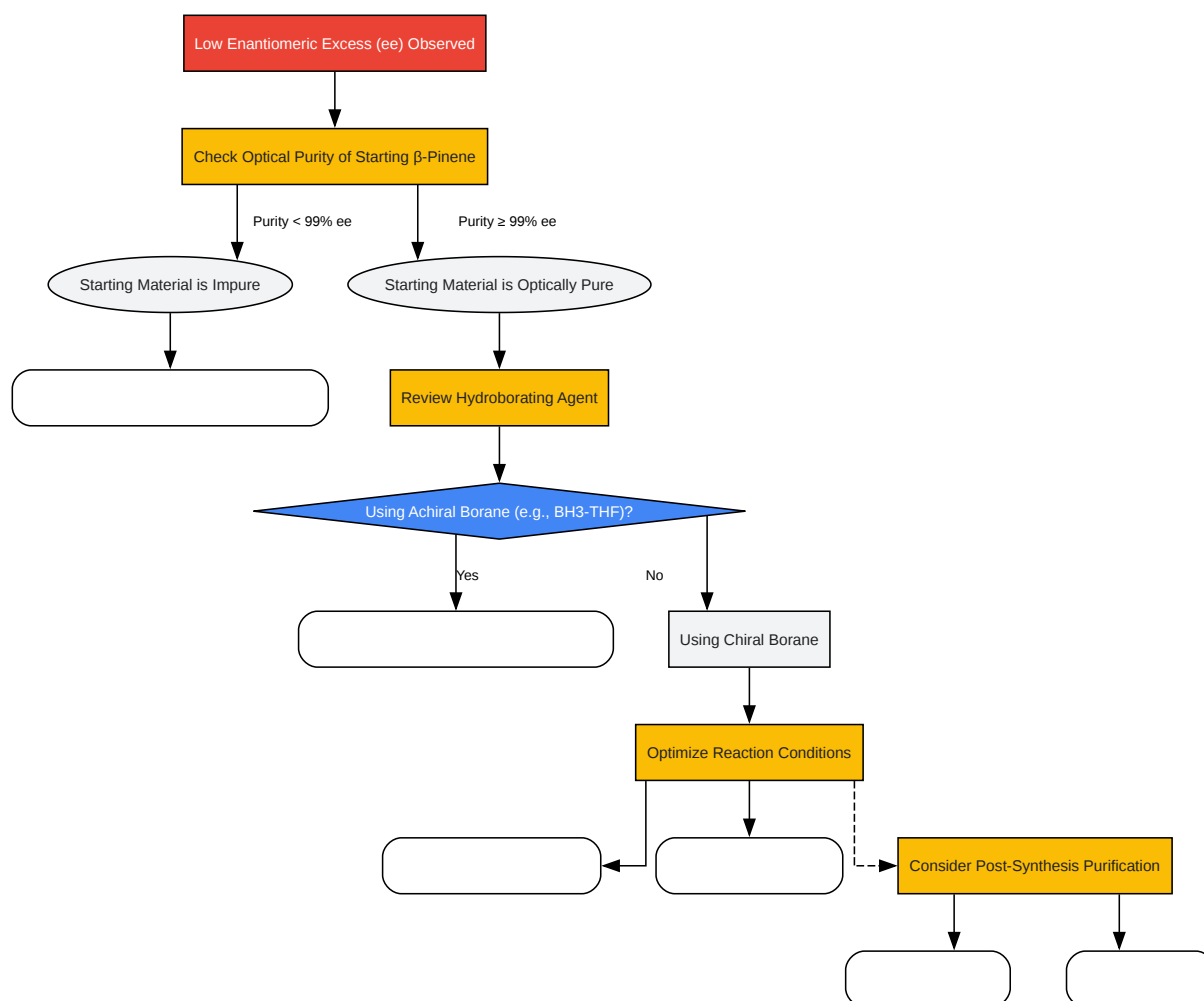 Low Enantiomeric Excess (ee) Observed
Check Optical Purity of Starting β-Pinene
Purity < 99% ee
Purity ≥ 99% ee
Starting Material is Impure
Starting Material is Optically Pure
Review Hydroborating Agent
Using Achiral Borane (e.g., BH3-THF)?
Yes
No
Using Chiral Borane
Optimize Reaction Conditions
Consider Post-Synthesis Purification